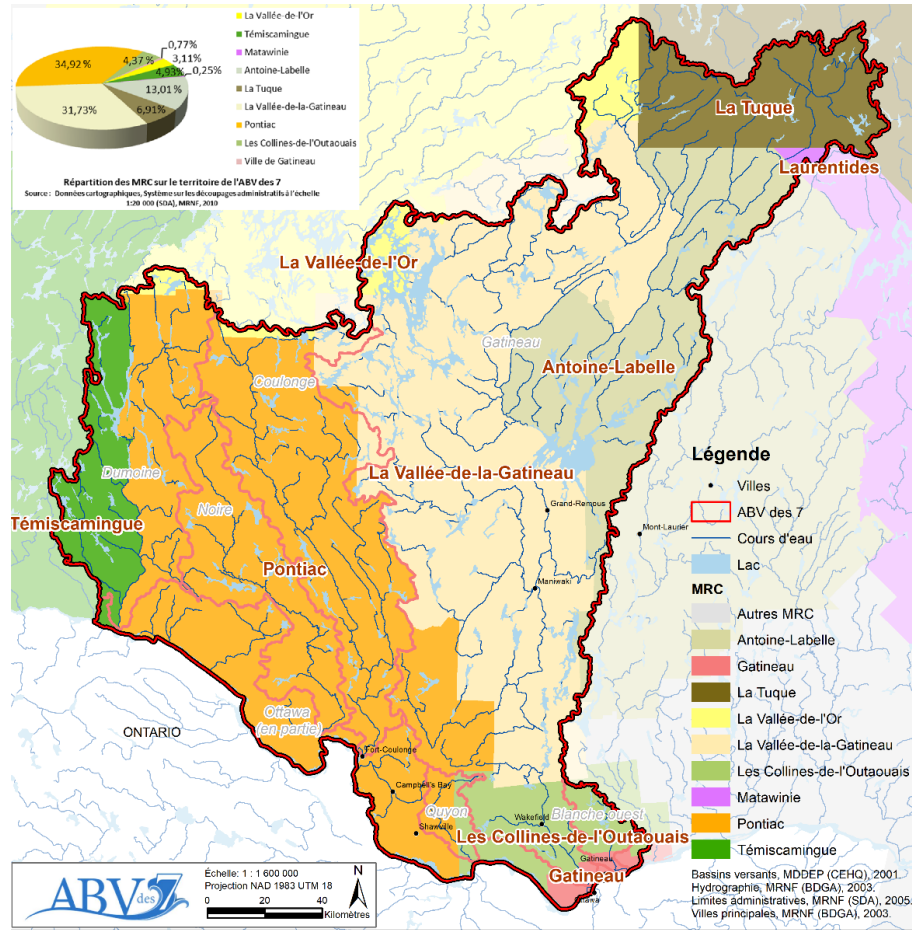 La Vallée-de-l'Or
Témiscamingue
Matawinie
Antoine-Labelle
La Tuque
La Vallée-de-la-Gatineau
Pontiac
Les Collines-de-l'Outaouais
Ville de Gatineau
0,77%
34,92 %
4,37 %
3,11%
4,93%
0,25%
13,01 %
6,91%
31,73%
Répartition des MRC sur le territoire de l'ABV des 7
Source : Données cartographiques, Système sur les découpages administratifs à l'échelle
1:20 000 (SDA), MRNF, 2010
La Tuque
Laurentides
La Vallée-de-l'Or
Gatineau
Antoine-Labelle
Coulonge
La Vallée-de-la-Gatineau
Dumoine
Noire
Grand-Remous
Mont-Laurier
Témiscamingue
Pontiac
Maniwaki
Ottawa
(en partie)
ONTARIO
Fort-Coulonge
Campbell's Bay
Quyon
Shawville
Wakefield
Blanche ouest
Les Collines-de-l'Outaouais
Gatineau
Gatineau
Ottawa
Légende
Villes
ABV des 7
Cours d'eau
Lac
MRC
Autres MRC
Antoine-Labelle
Gatineau
La Tuque
La Vallée-de-l'Or
La Vallée-de-la-Gatineau
Les Collines-de-l'Outaouais
Matawinie
Pontiac
Témiscamingue
Bassins versants, MDDEP (CEHQ), 2001.
Hydrographie, MRNF (BDGA), 2003.
Limites administratives, MRNF (SDA), 2005.
Villes principales, MRNF (BDGA), 2003.
ABV des 7
Échelle: 1 : 1 600 000
Projection NAD 1983 UTM 18
N
0 20 40
Kilomètres